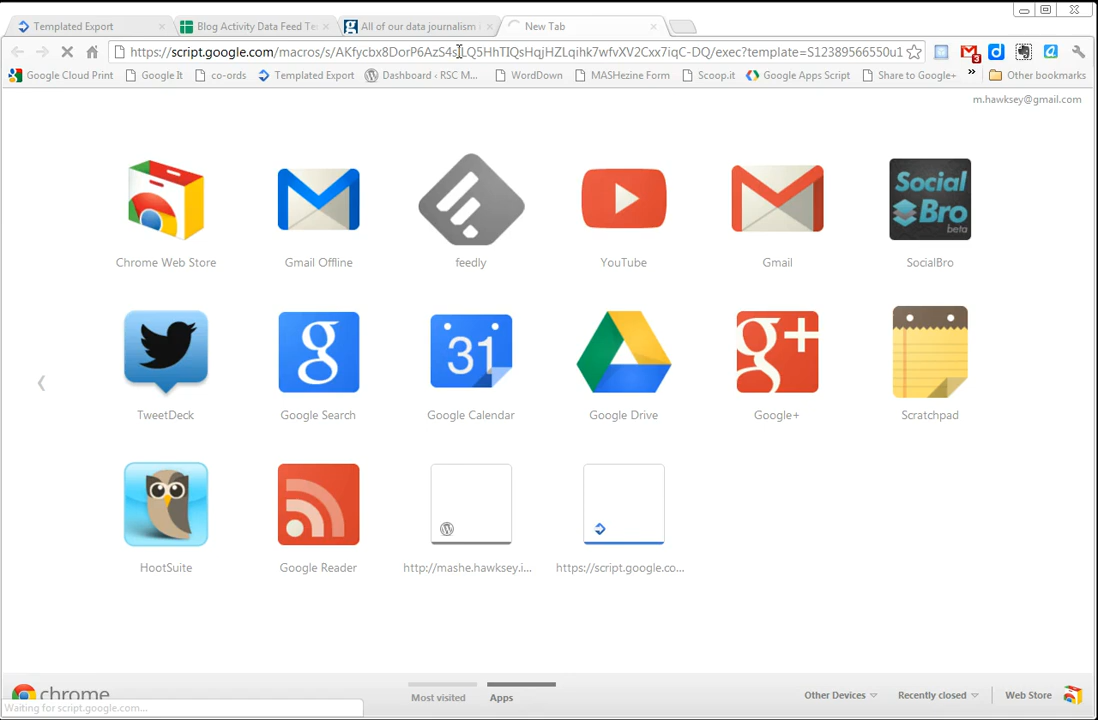 Templated Export
Blog Activity Data Feed Te
All of our data journalism
New Tab
https://script.google.com/macros/s/AKfycbx8DorP6AzS4s
LQ5HhTIQsHqjHZLqihk7wfvXV2Cxx7iqC-DQ/exec?template=S12389566550u1
3
Google Cloud Print
Google It
co-ords
Templated Export
Dashboard ‹ RSC M...
WordDown
MASHezine Form
Scoop.it
Google Apps Script
Share to Google+
»
Other bookmarks
m.hawksey@gmail.com
Social
Bro
beta
Chrome Web Store
Gmail Offline
feedly
YouTube
Gmail
SocialBro
g
31
g+
TweetDeck
Google Search
Google Calendar
Google Drive
Google+
Scratchpad
HootSuite
Google Reader
http://mashe.hawksey.i...
https://script.google.co...
chrome
Waiting for script.google.com...
Most visited
Apps
Other Devices
Recently closed
Web Store